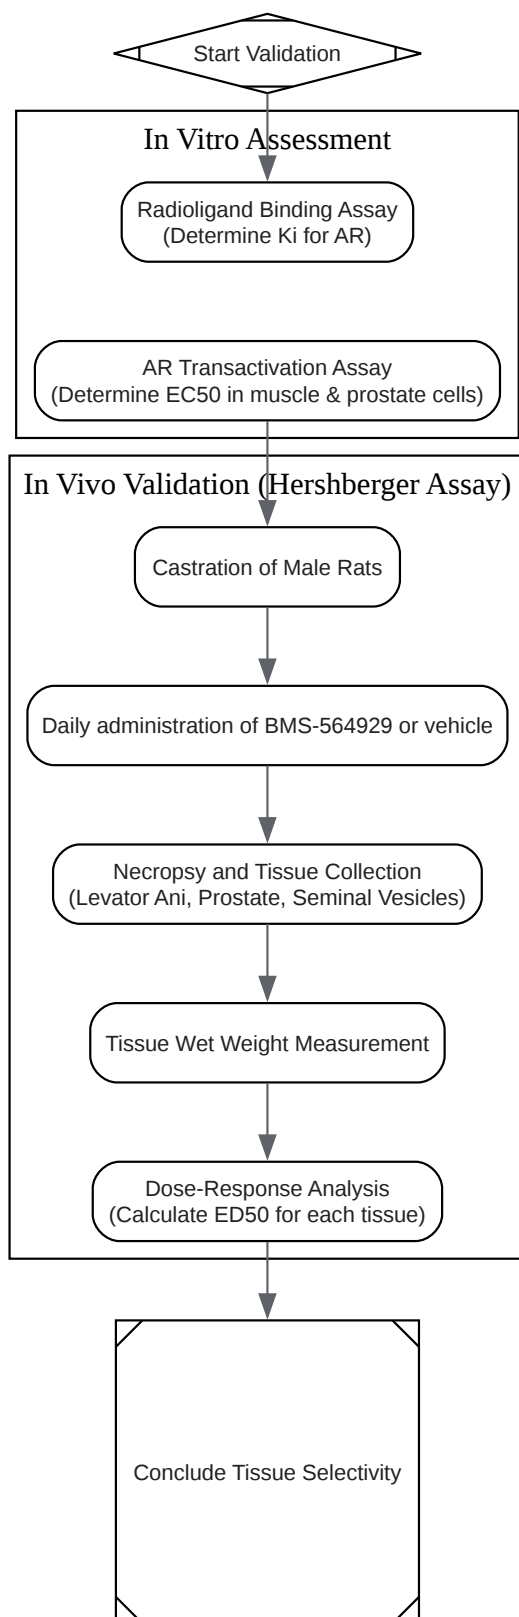 Start Validation
In Vitro Assessment
Radioligand Binding Assay
(Determine Ki for AR)
AR Transactivation Assay
(Determine EC50 in muscle & prostate cells)
In Vivo Validation (Hershberger Assay)
Castration of Male Rats
Daily administration of BMS-564929 or vehicle
Necropsy and Tissue Collection
(Levator Ani, Prostate, Seminal Vesicles)
Tissue Wet Weight Measurement
Dose-Response Analysis
(Calculate ED50 for each tissue)
Conclude Tissue Selectivity